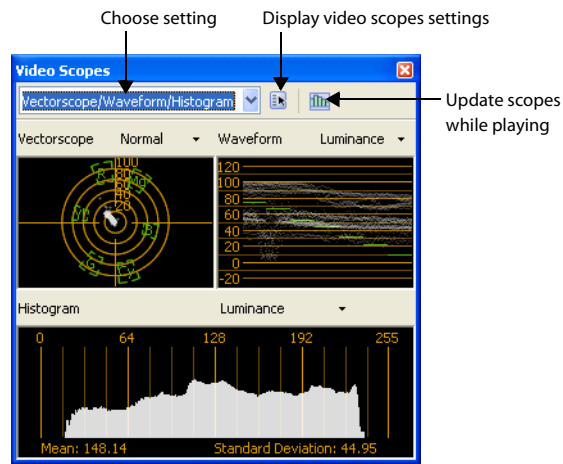 Choose setting
Display video scopes settings
Video Scopes
Vectorscope/Waveform/Histogram
Update scopes
while playing
Vectorscope Normal Waveform Luminance
100
80
60
40
20
R
Mg
B
Cy
G
Yl
120
100
80
60
40
20
0
-20
Histogram Luminance
0 64 128 192 255
Mean: 148.14 Standard Deviation: 44.95